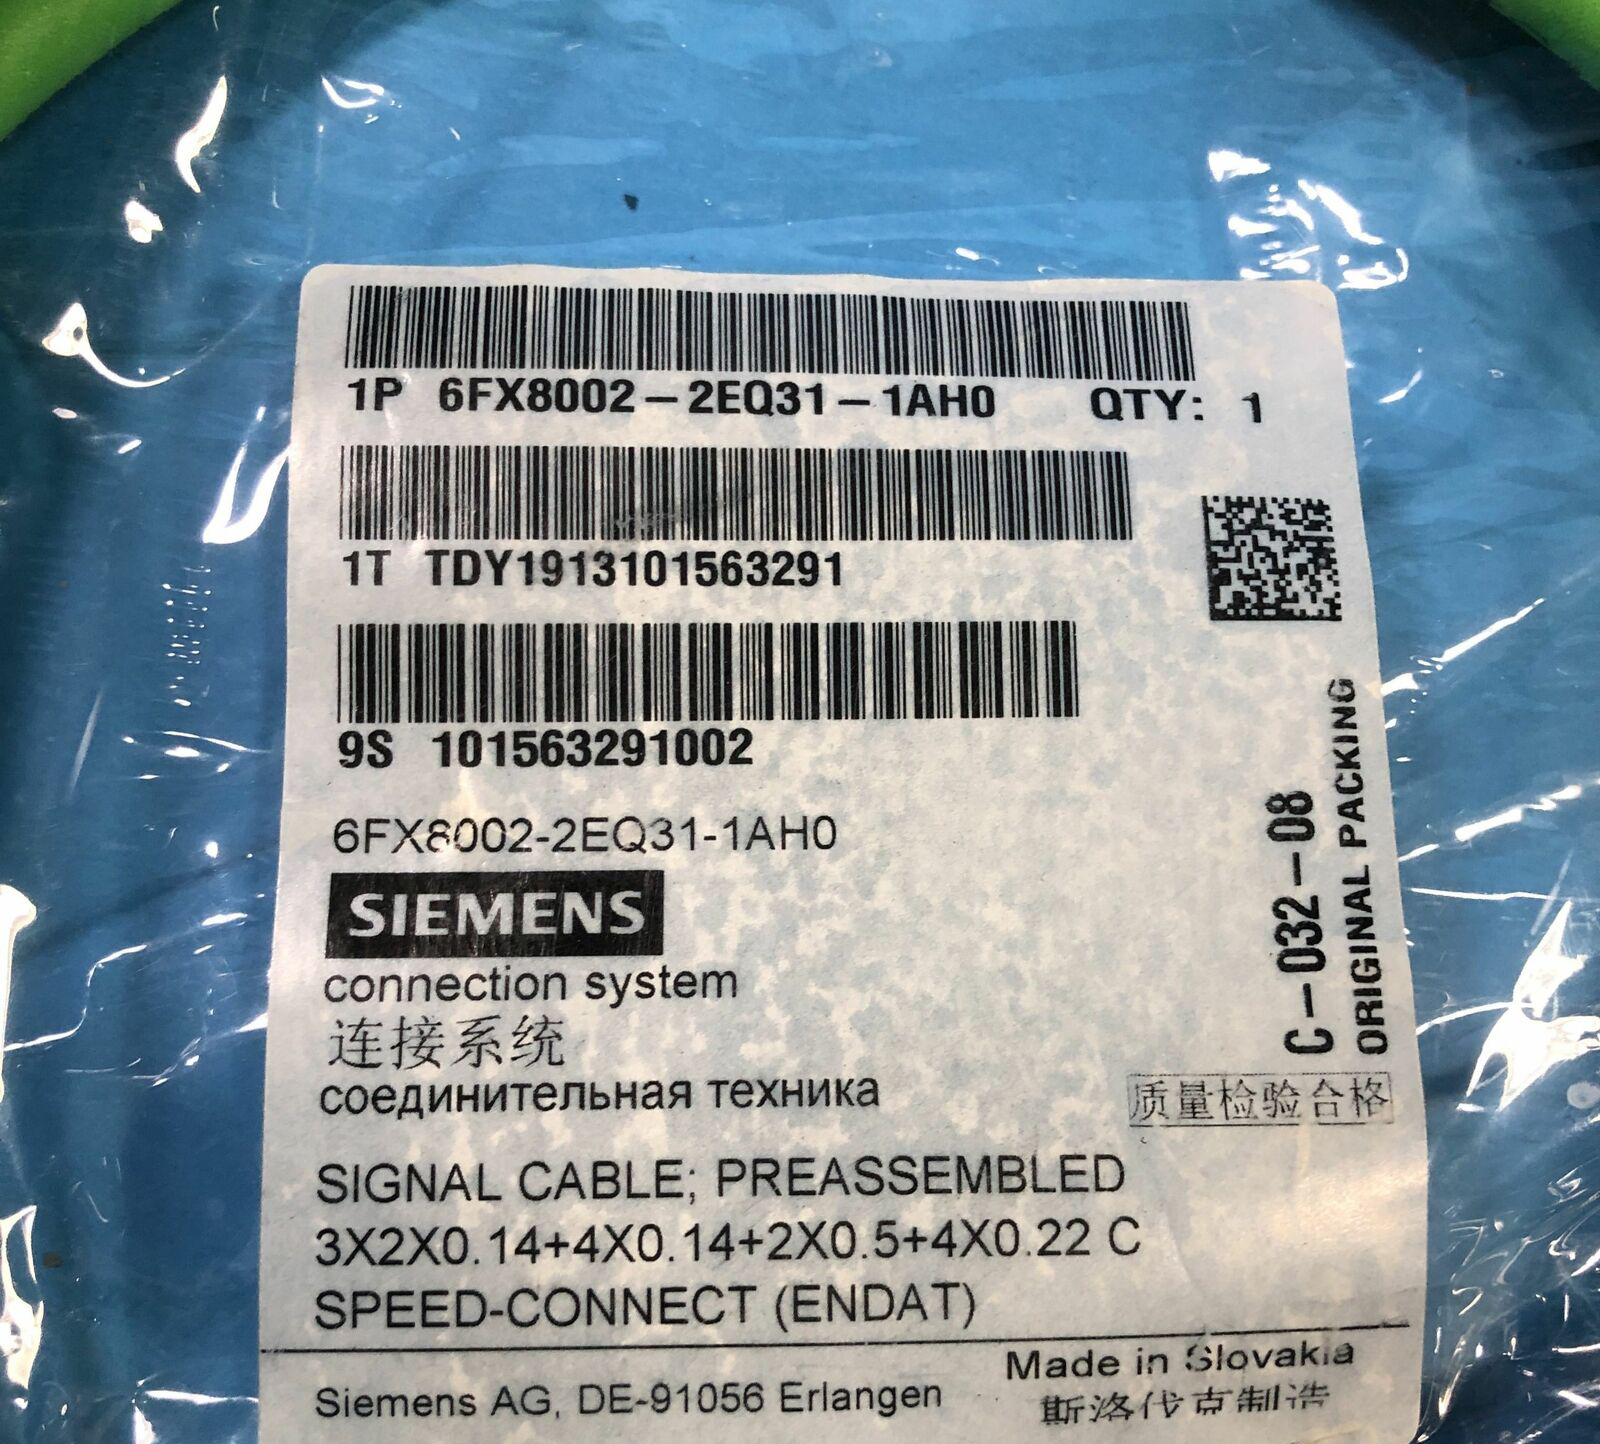 1P 6FX8002-2EQ31-1AH0 QTY: 1
1T TDY1913101563291
9S 101563291002
6FX8002-2EQ31-1AH0
SIEMENS
connection system
连接系统
соединительная техника
C-032-08
ORIGINAL PACKING
质量检验合格
SIGNAL CABLE; PREASSEMBLED
3X2X0.14+4X0.14+2X0.5+4X0.22 C
SPEED-CONNECT (ENDAT)
Made in Slovakia
Siemens AG, DE-91056 Erlangen
斯洛伐克制造